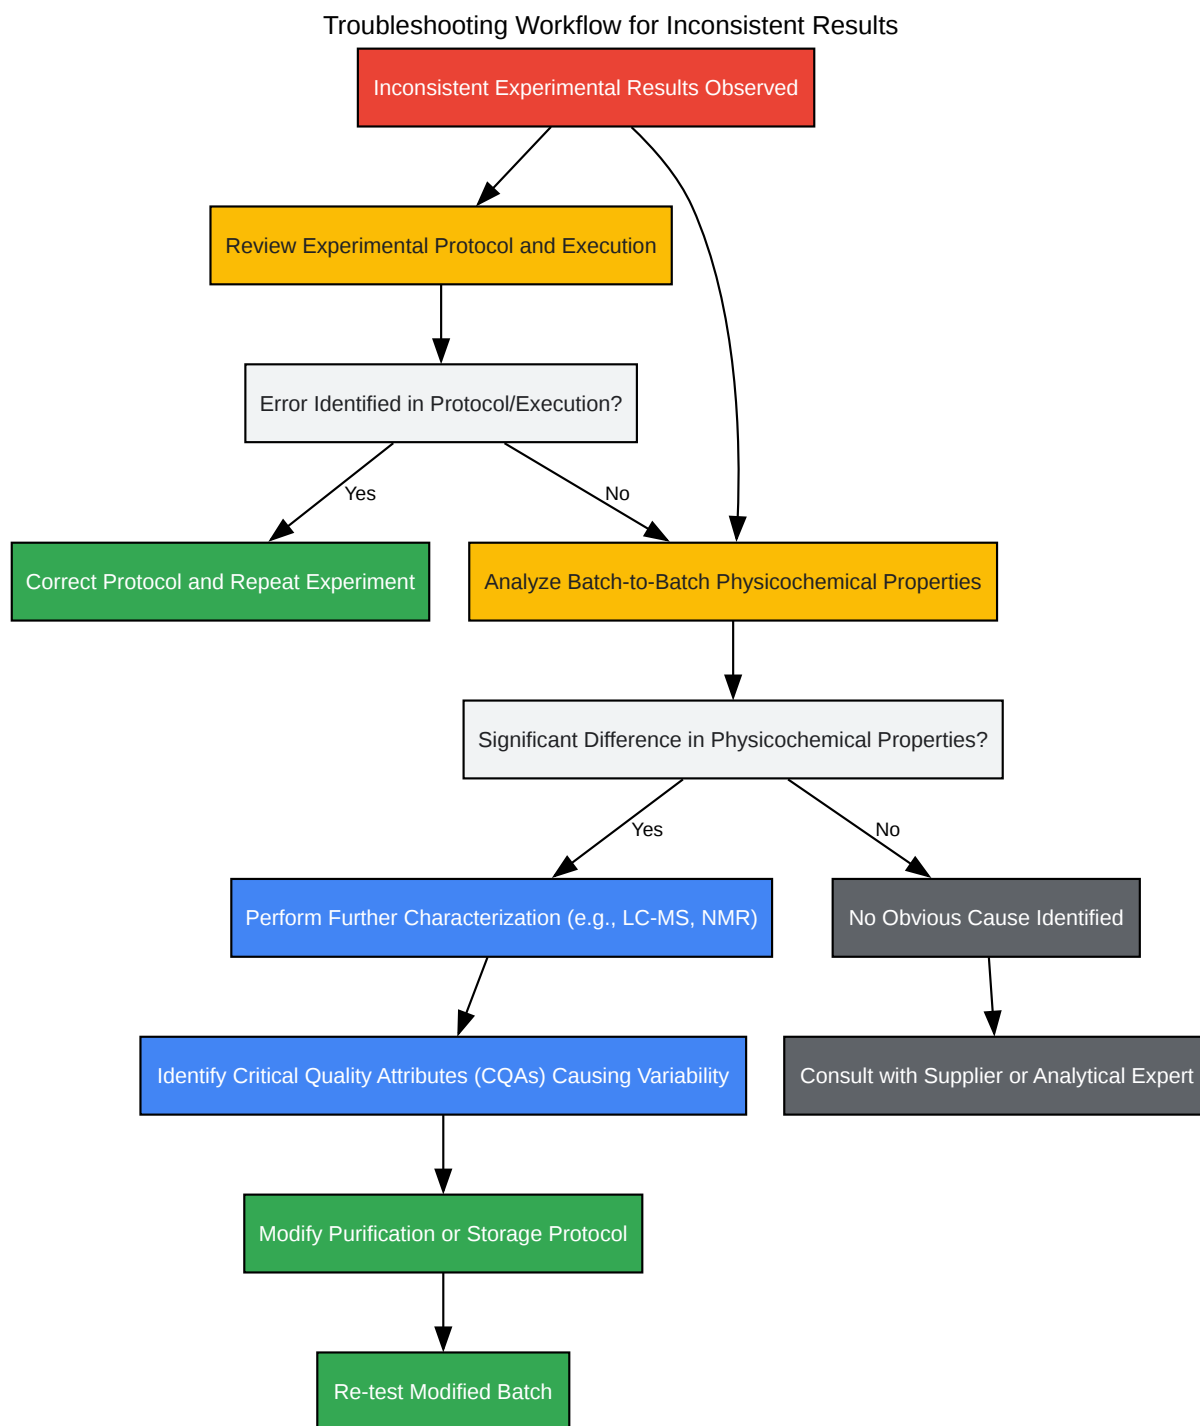 Troubleshooting Workflow for Inconsistent Results
Inconsistent Experimental Results Observed
Review Experimental Protocol and Execution
Error Identified in Protocol/Execution?
Yes
No
Correct Protocol and Repeat Experiment
Analyze Batch-to-Batch Physicochemical Properties
Significant Difference in Physicochemical Properties?
Yes
No
Perform Further Characterization (e.g., LC-MS, NMR)
No Obvious Cause Identified
Identify Critical Quality Attributes (CQAs) Causing Variability
Consult with Supplier or Analytical Expert
Modify Purification or Storage Protocol
Re-test Modified Batch